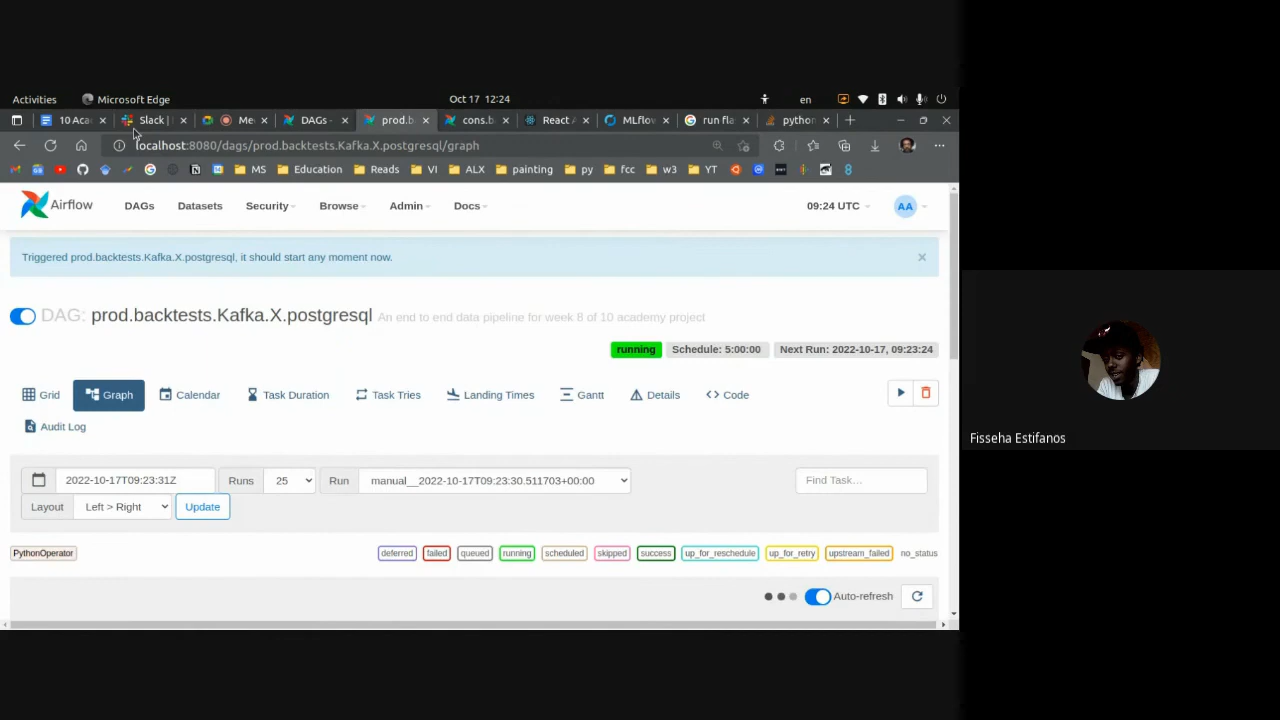 Activities Microsoft Edge Oct 17 12:24 en
10 Aca Slack | Me DAGs - prod.b cons.b React A MLflow run fla python
localhost:8080/dags/prod.backtests.Kafka.X.postgresql/graph
MS Education Reads VI ALX painting py fcc w3 YT
Airflow DAGs Datasets Security Browse Admin Docs 09:24 UTC AA
Triggered prod.backtests.Kafka.X.postgresql, it should start any moment now. ×
DAG: prod.backtests.Kafka.X.postgresql An end to end data pipeline for week 8 of 10 academy project
running Schedule: 5:00:00 Next Run: 2022-10-17, 09:23:24
Grid Graph Calendar Task Duration Task Tries Landing Times Gantt Details <> Code
Audit Log
2022-10-17T09:23:31Z Runs 25 Run manual__2022-10-17T09:23:30.511703+00:00 Find Task...
Layout Left > Right Update
PythonOperator deferred failed queued running scheduled skipped success up_for_reschedule up_for_retry upstream_failed no_status
Auto-refresh
Fisseha Estifanos